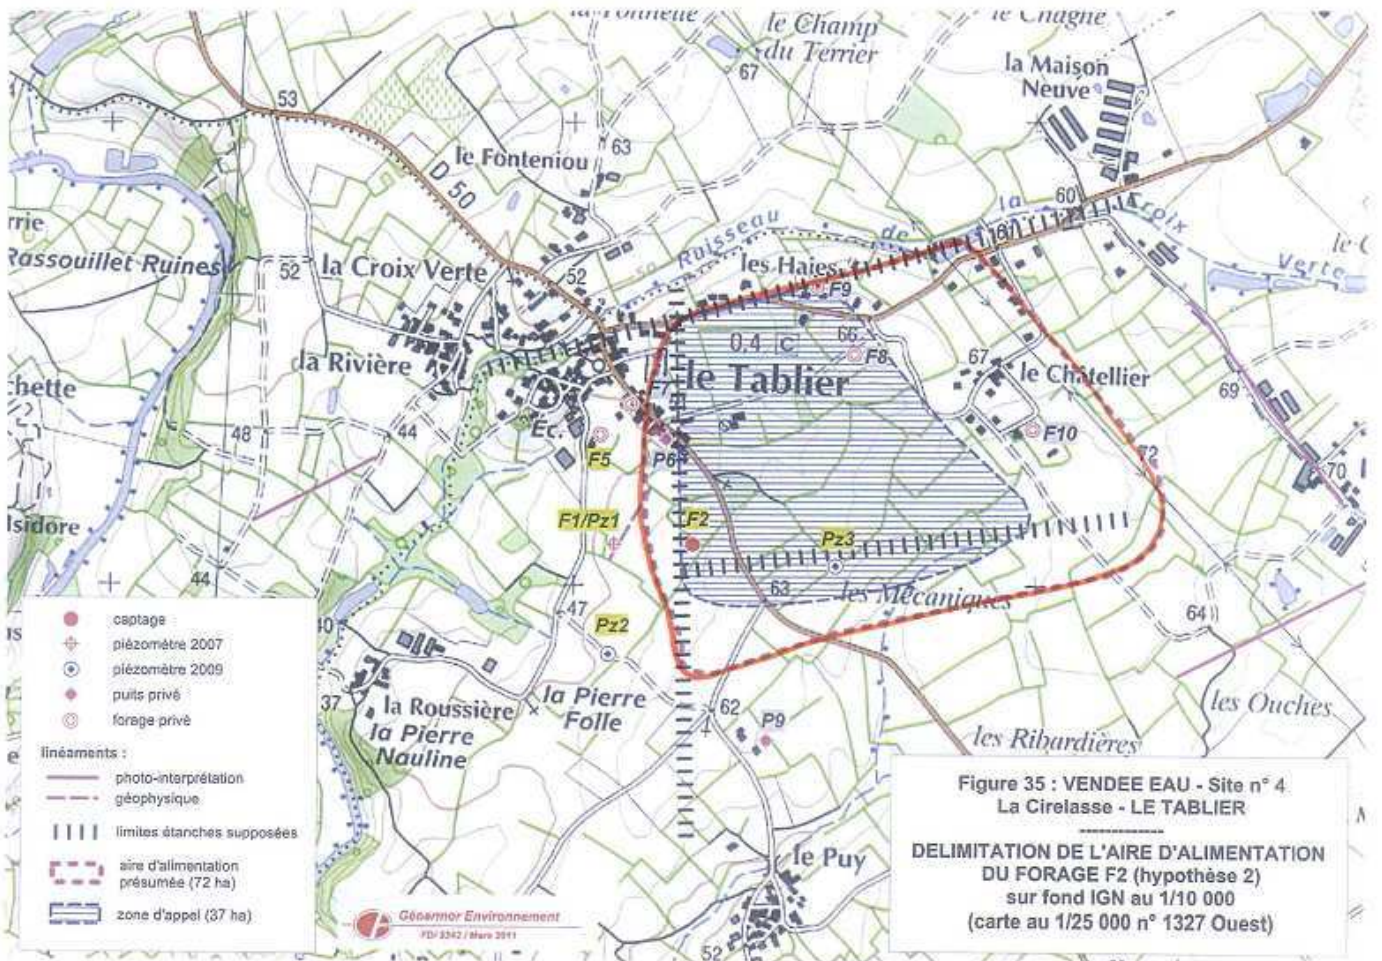 le Champ
du Terrier
le Chagne
67
la Maison
Neuve
53
le Fonteniou
63
D 50
60
Ruisseau de la Croix Verte
Rassouillet Ruines
52
la Croix Verte
52
les Haies
F9
66
0,4 C
F8
la Rivière
le Tablier
67
le Châtellier
69
F7
48
44
Ec.
F5
P6
F10
72
70
F1/Pz1
F2
Pz3
44
63
les Mécaniques
47
64
Pz2
40
37
la Roussière
la Pierre
Folle
la Pierre
Nauline
62
P9
les Ouches
les Ribardières
le Puy
52
captage
piézomètre 2007
piézomètre 2009
puits privé
forage privé
linéaments :
photo-interprétation
géophysique
limites étanches supposées
aire d'alimentation
présumée (72 ha)
zone d'appel (37 ha)
Génarmor Environnement
Figure 35 : VENDEE EAU - Site n° 4
La Cirelasse - LE TABLIER
-------------
DELIMITATION DE L'AIRE D'ALIMENTATION
DU FORAGE F2 (hypothèse 2)
sur fond IGN au 1/10 000
(carte au 1/25 000 n° 1327 Ouest)